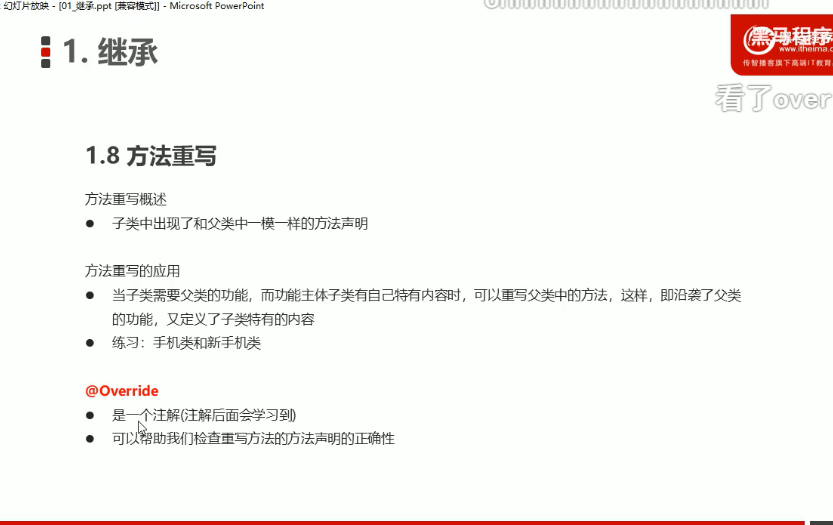 幻灯片放映 - [01_继承.ppt [兼容模式]] - Microsoft PowerPoint
1. 继承
黑马程序
www.itheima.c
传智播客旗下高端IT教育
看了over
1.8 方法重写
方法重写概述
● 子类中出现了和父类中一模一样的方法声明
方法重写的应用
● 当子类需要父类的功能，而功能主体子类有自己特有内容时，可以重写父类中的方法，这样，即沿袭了父类
的功能，又定义了子类特有的内容
● 练习：手机类和新手机类
@Override
● 是一个注解(注解后面会学习到)
● 可以帮助我们检查重写方法的方法声明的正确性